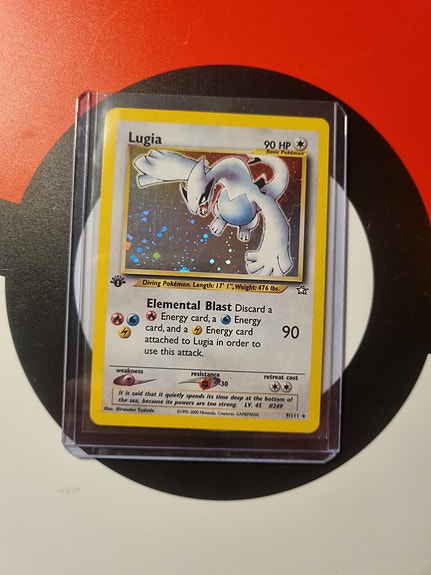 Lugia
90 HP
Basic Pokémon
EDITION
1
Diving Pokémon. Length: 17' 1", Weight: 476 lbs.
Elemental Blast Discard a
Energy card, a Energy
card, and a Energy card
attached to Lugia in order to
use this attack.
90
weakness
resistance
retreat cost
-30
It is said that it quietly spends its time deep at the bottom of
the sea, because its powers are too strong. LV. 45 #249
Illus. Hironobu Yoshida
©1995-2000 Nintendo, Creatures, GAMEFREAK.
9/111 ★